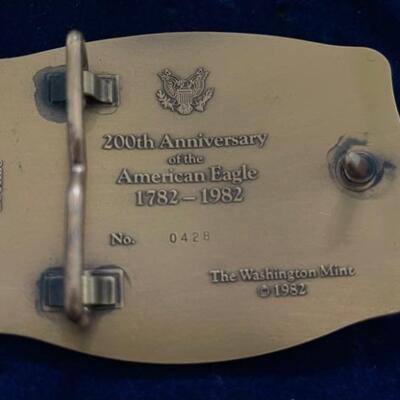 200th Anniversary
of the
American Eagle
1782 – 1982
No. 0428
The Washington Mint
© 1982